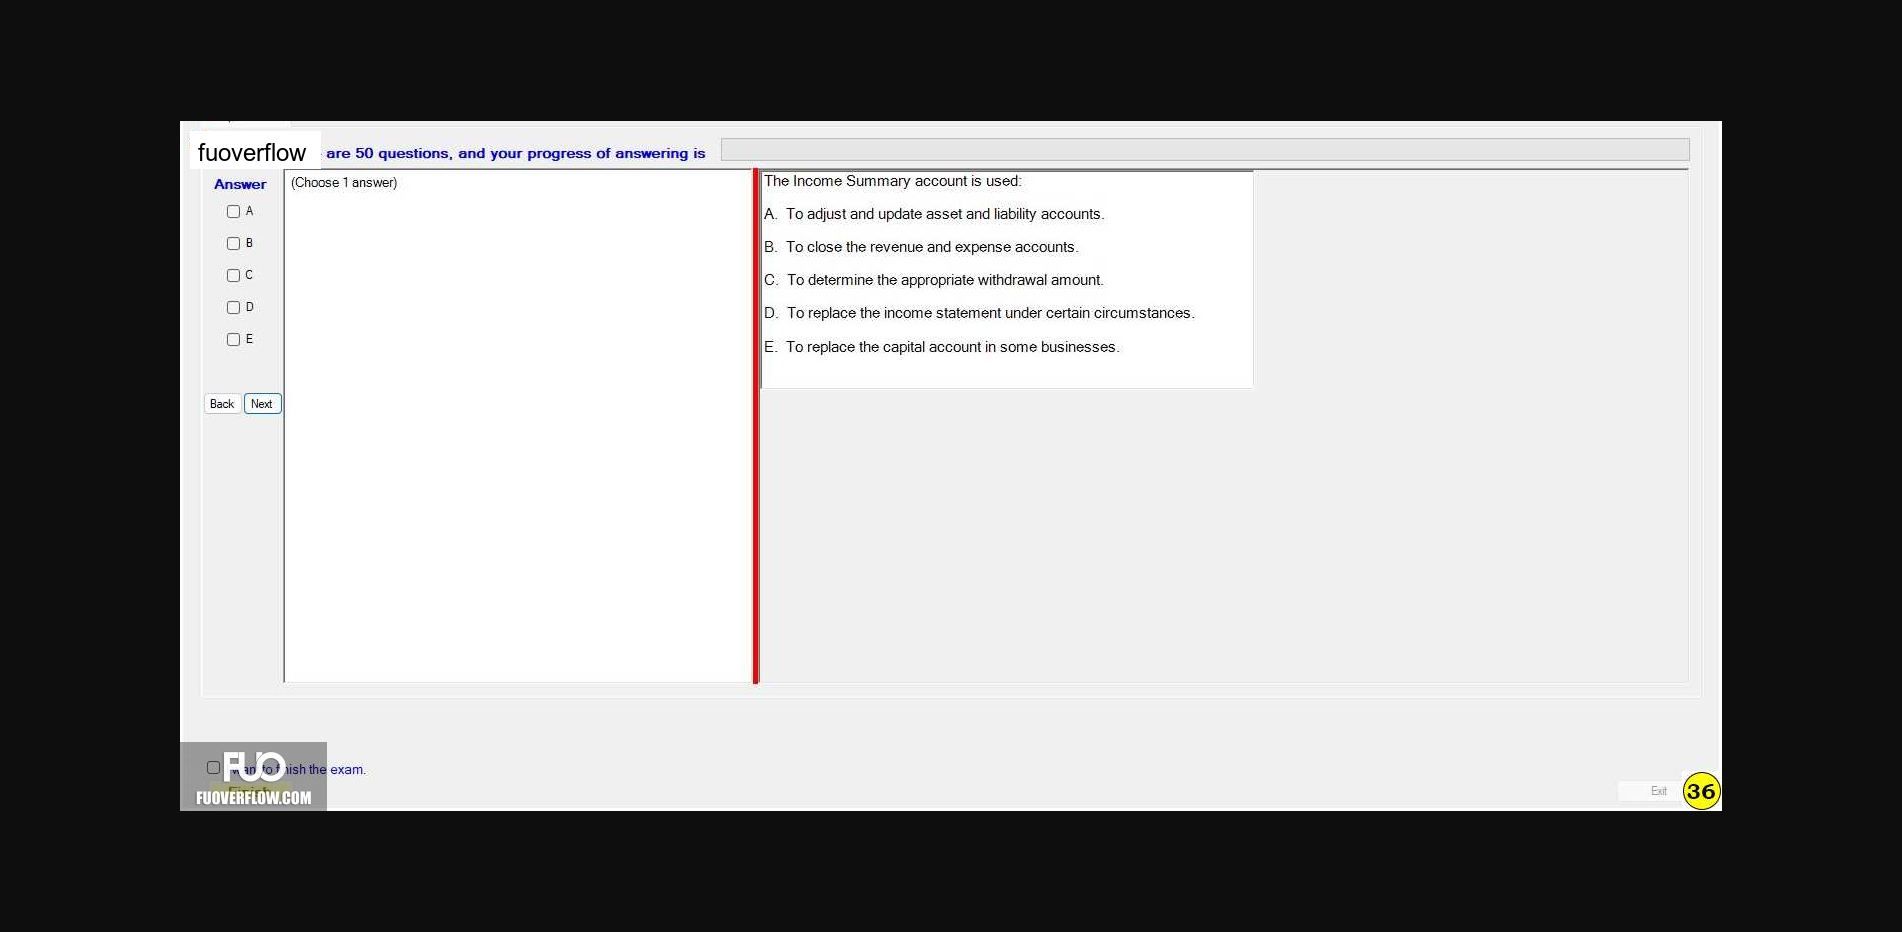 fuoverflow are 50 questions, and your progress of answering is
Answer
(Choose 1 answer)
A
B
C
D
E
Back Next
The Income Summary account is used:
A. To adjust and update asset and liability accounts.
B. To close the revenue and expense accounts.
C. To determine the appropriate withdrawal amount.
D. To replace the income statement under certain circumstances.
E. To replace the capital account in some businesses.
want to finish the exam.
Finish
FUO
FUOVERFLOW.COM
Exit
36